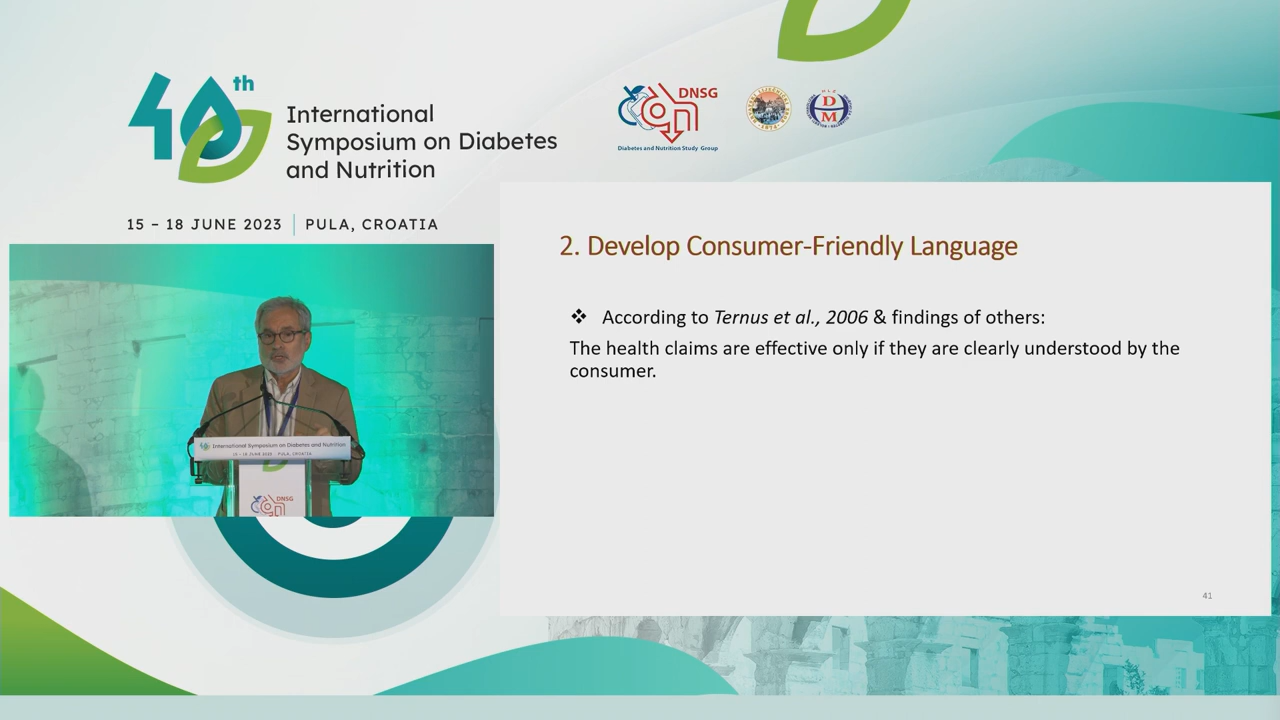 40th
International
Symposium on Diabetes
and Nutrition
15 – 18 JUNE 2023 | PULA, CROATIA
DNSG
Diabetes and Nutrition Study Group
2. Develop Consumer-Friendly Language
❖ According to Ternus et al., 2006 & findings of others:
The health claims are effective only if they are clearly understood by the
consumer.
41
International Symposium on Diabetes and Nutrition
15 – 18 JUNE 2023 | PULA, CROATIA
DNSG